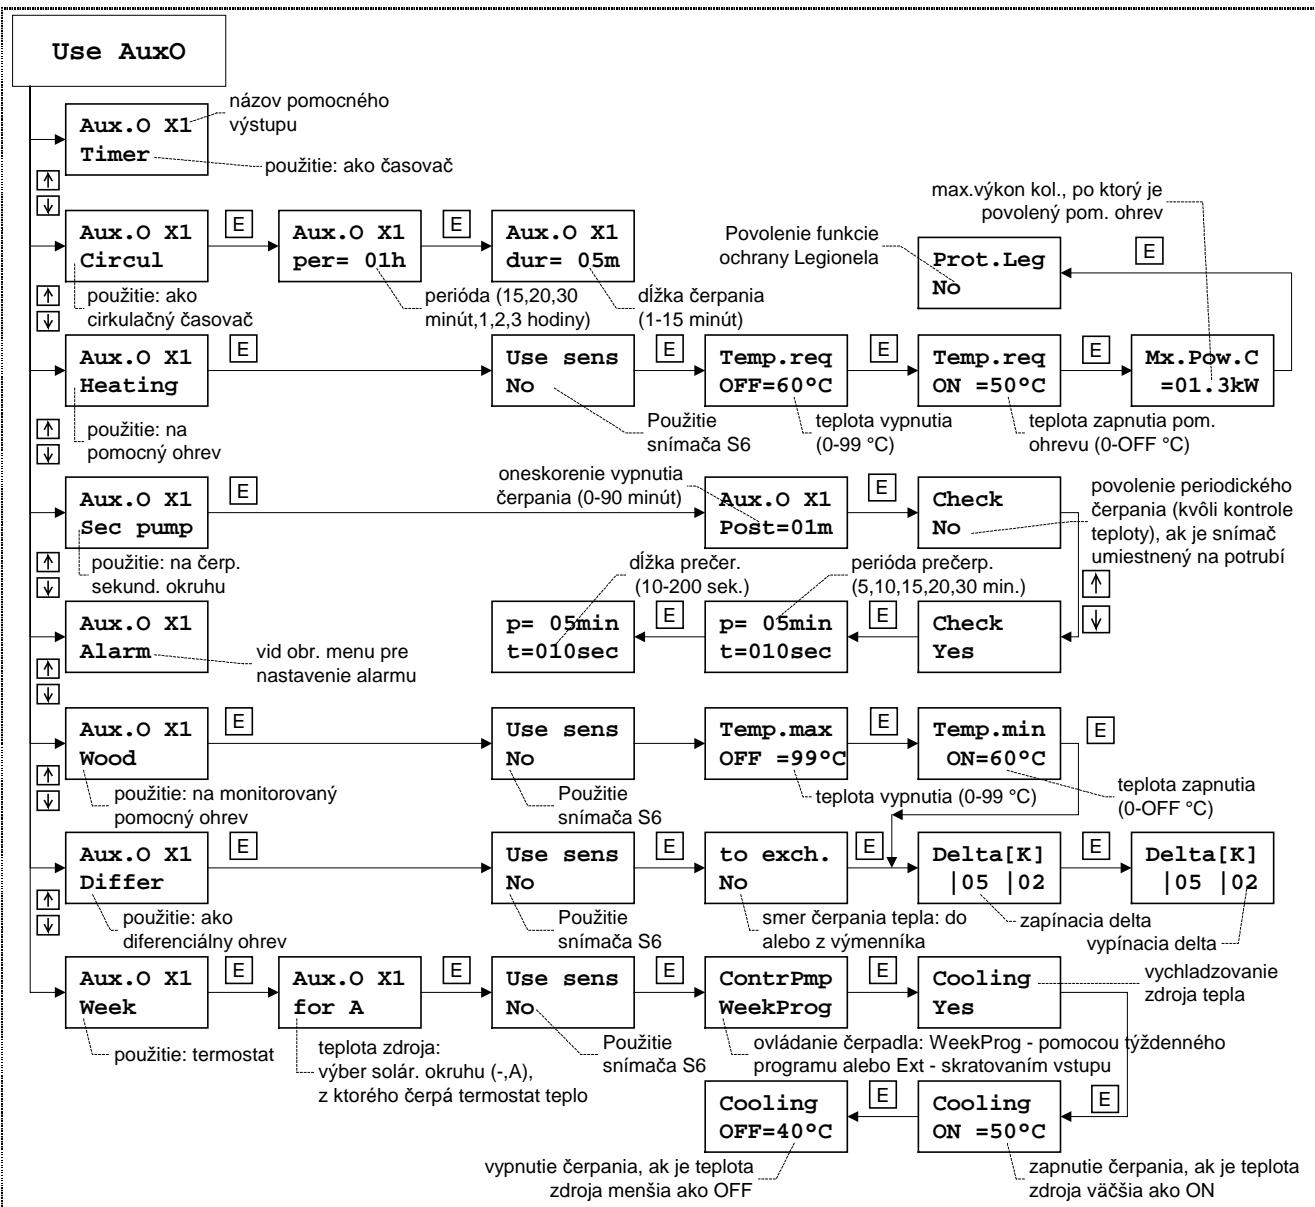 Use AuxO
názov pomocného
výstupu
Aux.O X1
Timer
použitie: ako časovač
max.výkon kol., po ktorý je
povolený pom. ohrev
Aux.O X1
Circul
E
Aux.O X1
per= 01h
E
Aux.O X1
dur= 05m
Povolenie funkcie
ochrany Legionela
Prot.Leg
No
E
použitie: ako
cirkulačný časovač
perióda (15,20,30
minút,1,2,3 hodiny)
dĺžka čerpania
(1-15 minút)
Aux.O X1
Heating
E
Use sens
No
E
Temp.req
OFF=60°C
E
Temp.req
ON =50°C
E
Mx.Pow.C
=01.3kW
použitie: na
pomocný ohrev
Použitie
snímača S6
teplota vypnutia
(0-99 °C)
teplota zapnutia pom.
ohrevu (0-OFF °C)
Aux.O X1
Sec pump
E
oneskorenie vypnutia
čerpania (0-90 minút)
Aux.O X1
Post=01m
E
Check
No
povolenie periodického
čerpania (kvôli kontrole
teploty), ak je snímač
umiestnený na potrubí
použitie: na čerp.
sekund. okruhu
dĺžka prečer.
(10-200 sek.)
perióda prečerp.
(5,10,15,20,30 min.)
Aux.O X1
Alarm
vid obr. menu pre
nastavenie alarmu
p= 05min
t=010sec
E
p= 05min
t=010sec
E
Check
Yes
Aux.O X1
Wood
E
Use sens
No
Temp.max
OFF =99°C
E
Temp.min
ON=60°C
E
použitie: na monitorovaný
pomocný ohrev
Použitie
snímača S6
teplota vypnutia (0-99 °C)
teplota zapnutia
(0-OFF °C)
Aux.O X1
Differ
E
Use sens
No
E
to exch.
No
E
Delta[K]
|05 |02
E
Delta[K]
|05 |02
použitie: ako
diferenciálny ohrev
Použitie
snímača S6
smer čerpania tepla: do
alebo z výmenníka
zapínacia delta
vypínacia delta
Aux.O X1
Week
E
Aux.O X1
for A
E
Use sens
No
E
ContrPmp
WeekProg
E
Cooling
Yes
vychladzovanie
zdroja tepla
použitie: termostat
teplota zdroja:
výber solár. okruhu (-,A),
z ktorého čerpá termostat teplo
Použitie
snímača S6
ovládanie čerpadla: WeekProg - pomocou týždenného
programu alebo Ext - skratovaním vstupu
Cooling
OFF=40°C
E
Cooling
ON =50°C
E
vypnutie čerpania, ak je teplota
zdroja menšia ako OFF
zapnutie čerpania, ak je teplota
zdroja väčšia ako ON